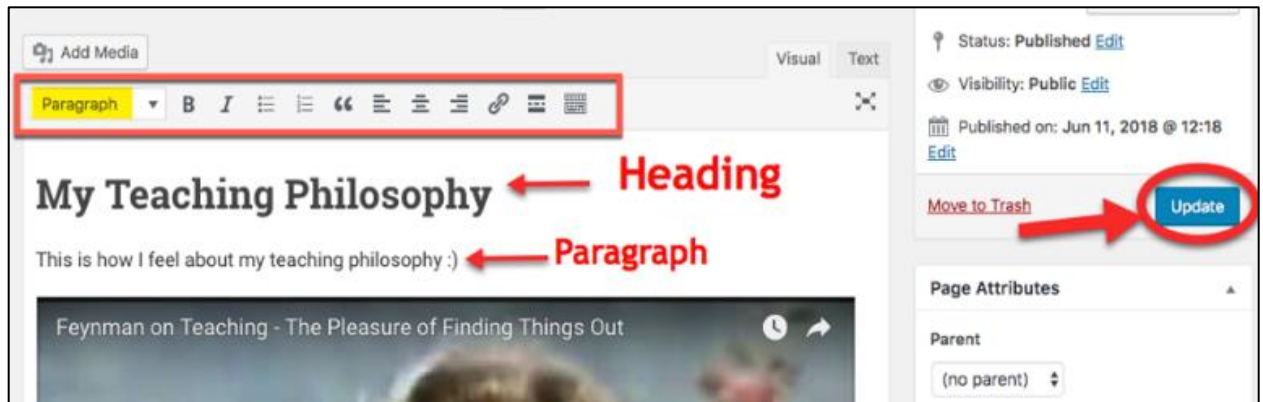 Add Media
Visual Text
Paragraph B I “
My Teaching Philosophy
Heading
This is how I feel about my teaching philosophy :)
Paragraph
Feynman on Teaching - The Pleasure of Finding Things Out
Status: Published Edit
Visibility: Public Edit
Published on: Jun 11, 2018 @ 12:18
Edit
Move to Trash Update
Page Attributes
Parent
(no parent)